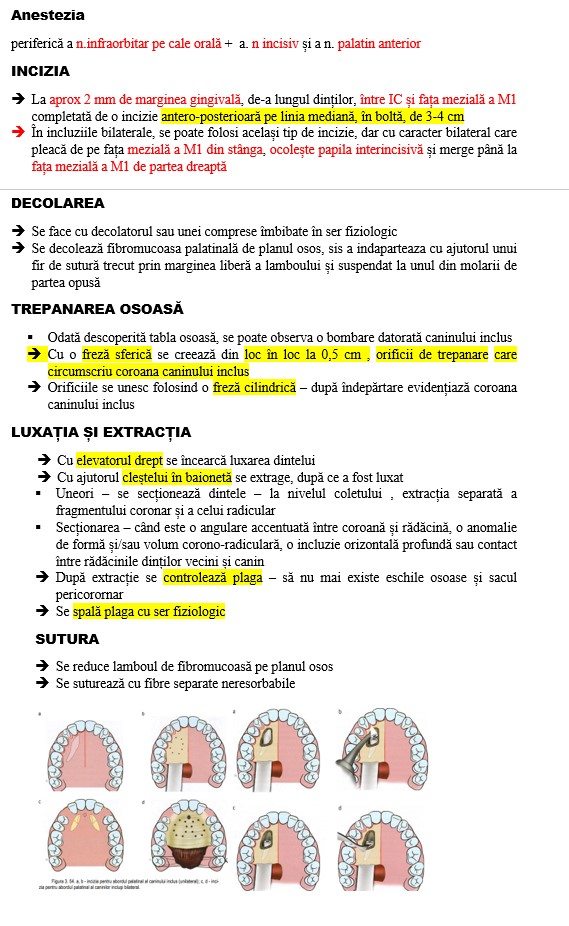 Anestezia
periferică a n.infraorbitar pe cale orală + a. n incisiv și a n. palatin anterior
INCIZIA
➔ La aprox 2 mm de marginea gingivală, de-a lungul dinților, între IC și fața mezială a M1
completată de o incizie antero-posterioară pe linia mediană, în boltă, de 3-4 cm
➔ În incluziile bilaterale, se poate folosi același tip de incizie, dar cu caracter bilateral care
pleacă de pe fața mezială a M1 din stânga, ocolește papila interincisivă și merge până la
fața mezială a M1 de partea dreaptă
DECOLAREA
➔ Se face cu decolatorul sau unei comprese îmbibate în ser fiziologic
➔ Se decolează fibromucoasa palatinală de planul osos, sis a indaparteaza cu ajutorul unui
fir de sutură trecut prin marginea liberă a lamboului și suspendat la unul din molarii de
partea opusă
TREPANAREA OSOASĂ
▪ Odată descoperită tabla osoasă, se poate observa o bombare datorată caninului inclus
➔ Cu o freză sferică se creează din loc în loc la 0,5 cm , orificii de trepanare care
circumscriu coroana caninului inclus
➔ Orificiile se unesc folosind o freză cilindrică – după îndepărtare evidențiază coroana
caninului inclus
LUXAȚIA ȘI EXTRACȚIA
➔ Cu elevatorul drept se încearcă luxarea dintelui
➔ Cu ajutorul cleștelui în baionetă se extrage, după ce a fost luxat
▪ Uneori – se secționează dintele – la nivelul coletului , extracția separată a
fragmentului coronar și a celui radicular
▪ Secționarea – când este o angulare accentuată între coroană și rădăcină, o anomalie
de formă și/sau volum corono-radiculară, o incluzie orizontală profundă sau contact
între rădăcinile dinților vecini și canin
➔ După extracție se controlează plaga – să nu mai existe eschile osoase și sacul
pericorornar
➔ Se spală plaga cu ser fiziologic
SUTURA
➔ Se reduce lamboul de fibromucoasă pe planul osos
➔ Se suturează cu fibre separate neresorbabile
a b a b
c d c d
Figure 3. 54. a, b - incizia pentru abordul palatinal al caninului inclus (unilateral); c, d - inci-
zia pentru abordul palatinal al caninilor incluși bilateral.